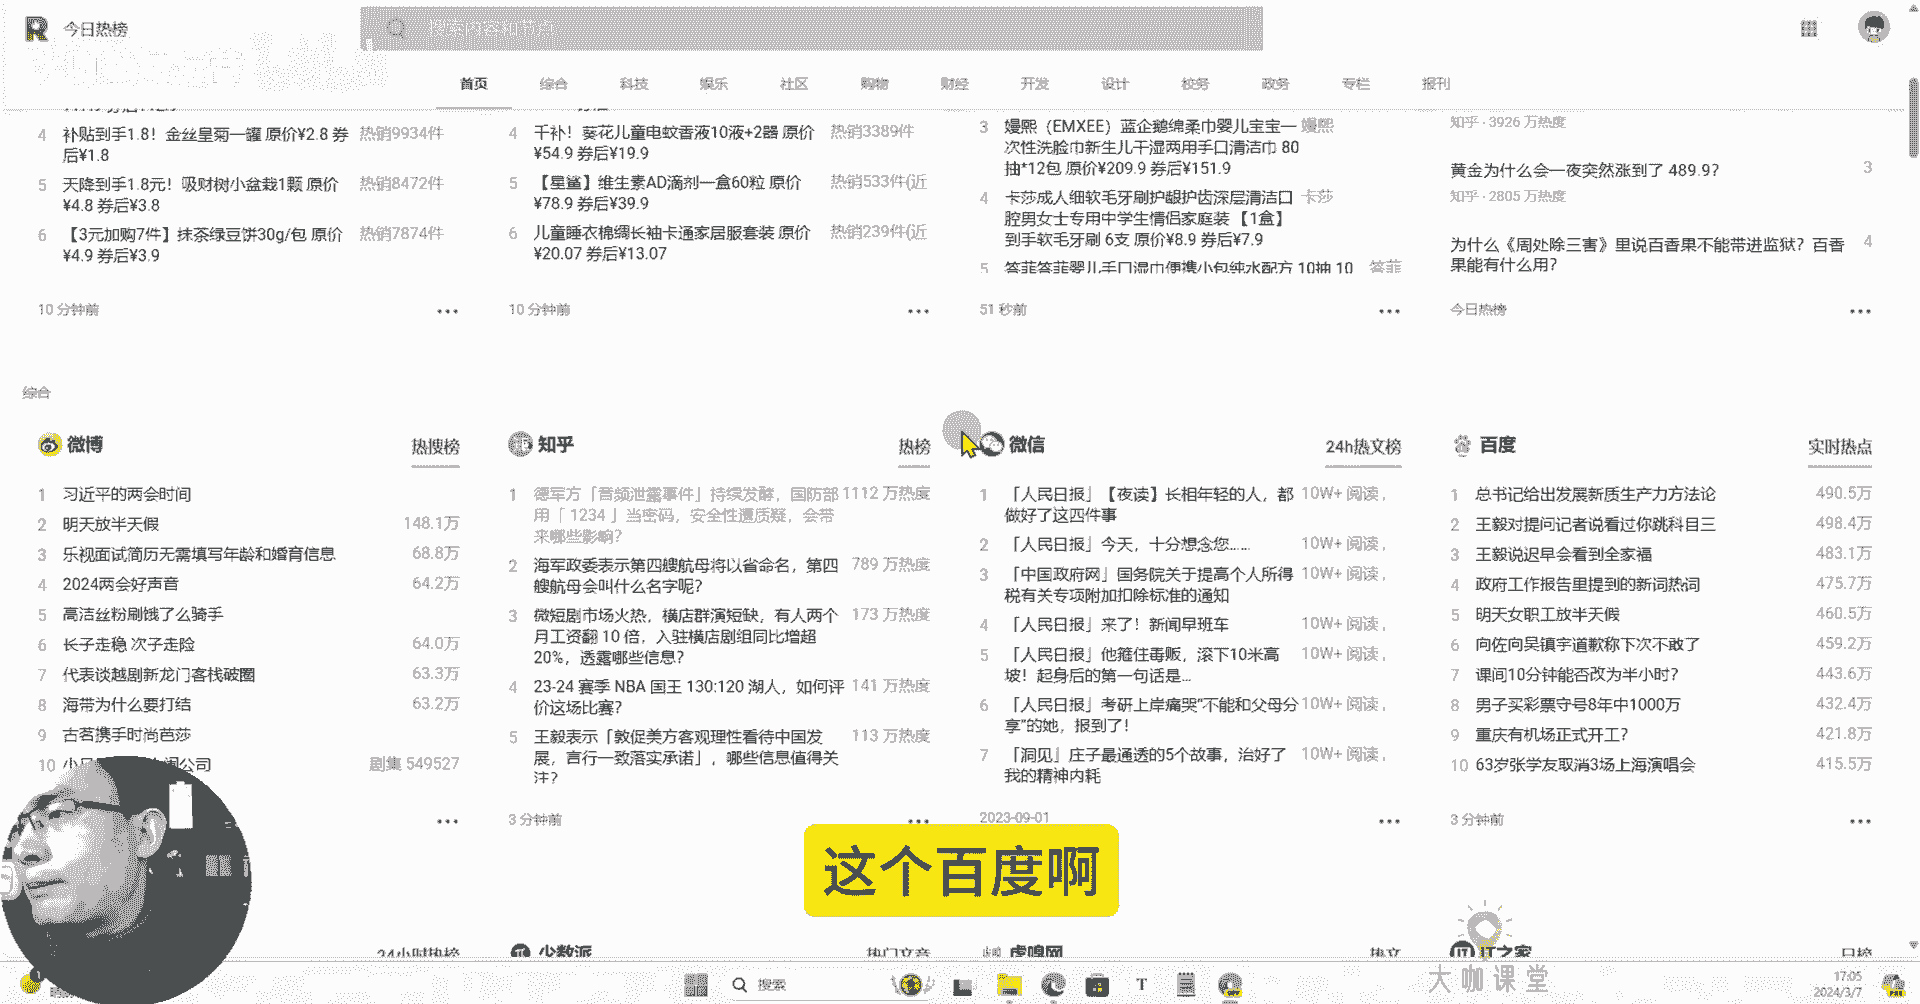 今日热榜
搜索内容和节点
首页 综合 科技 娱乐 社区 购物 财经 开发 设计 校务 政务 专栏 报刊
4 补贴到手1.8！金丝皇菊一罐 原价¥2.8 券 热销9934件
后¥1.8
5 天降到手1.8元！吸财树小盆栽1颗 原价 热销8472件
¥4.8 券后¥3.8
6 【3元加购7件】抹茶绿豆饼30g/包 原价 热销7874件
¥4.9 券后¥3.9
10 分钟前
4 千补！葵花儿童电蚊香液10液+2器 原价 热销3389件
¥54.9 券后¥19.9
5 【星鲨】维生素AD滴剂一盒60粒 原价 热销533件(近
¥78.9 券后¥39.9
6 儿童睡衣棉绸长袖卡通家居服套装 原价 热销239件(近
¥20.07 券后¥13.07
10 分钟前
3 嫚熙（EMXEE）蓝企鹅绵柔巾婴儿宝宝一 嫚熙
次性洗脸巾新生儿干湿两用手口清洁巾 80
抽*12包 原价¥209.9 券后¥151.9
4 卡莎成人细软毛牙刷护龈护齿深层清洁口 卡莎
腔男女士专用中学生情侣家庭装 【1盒】
到手软毛牙刷 6支 原价¥8.9 券后¥7.9
5 答菲答菲婴儿手口湿巾便携小包纯水配方 10抽 10 答菲
51 秒前
知乎 · 3926 万热度
黄金为什么会一夜突然涨到了 489.9? 3
知乎 · 2805 万热度
为什么《周处除三害》里说百香果不能带进监狱？百香 4
果能有什么用？
今日热榜
综合
微博 热搜榜
1 习近平的两会时间
2 明天放半天假 148.1万
3 乐视面试简历无需填写年龄和婚育信息 68.8万
4 2024两会好声音 64.2万
5 高洁丝粉刷饿了么骑手
6 长子走稳 次子走险 64.0万
7 代表谈越剧新龙门客栈破圈 63.3万
8 海带为什么要打结 63.2万
9 古茗携手时尚芭莎
10 公司 剧集 549527
知乎 热榜
1 德军方「音频泄露事件」持续发酵，国防部 1112 万热度
用「 1234 」当密码，安全性遭质疑，会带
来哪些影响？
2 海军政委表示第四艘航母将以省命名，第四 789 万热度
艘航母会叫什么名字呢？
3 微短剧市场火热，横店群演短缺，有人两个 173 万热度
月工资翻 10 倍，入驻横店剧组同比增超
20%，透露哪些信息？
4 23-24 赛季 NBA 国王 130:120 湖人，如何评 141 万热度
价这场比赛？
5 王毅表示「敦促美方客观理性看待中国发 113 万热度
展，言行一致落实承诺」，哪些信息值得关
注？
3 分钟前
微信 24h热文榜
1 「人民日报」【夜读】长相年轻的人，都 10W+ 阅读，
做好了这四件事
2 「人民日报」今天，十分想念您…… 10W+ 阅读，
3 「中国政府网」国务院关于提高个人所得 10W+ 阅读，
税有关专项附加扣除标准的通知
4 「人民日报」来了！新闻早班车 10W+ 阅读，
5 「人民日报」他箍住毒贩，滚下10米高 10W+ 阅读，
坡！起身后的第一句话是...
6 「人民日报」考研上岸痛哭“不能和父母分 10W+ 阅读，
享”的她，报到了！
7 「洞见」庄子最通透的5个故事，治好了 10W+ 阅读，
我的精神内耗
2023-09-01
百度 实时热点
1 总书记给出发展新质生产力方法论 490.5万
2 王毅对提问记者说看过你跳科目三 498.4万
3 王毅说迟早会看到全家福 483.1万
4 政府工作报告里提到的新词热词 475.7万
5 明天女职工放半天假 460.5万
6 向佐向吴镇宇道歉称下次不敢了 459.2万
7 课间10分钟能否改为半小时？ 443.6万
8 男子买彩票守号8年中1000万 432.4万
9 重庆有机场正式开工？ 421.8万
10 63岁张学友取消3场上海演唱会 415.5万
3 分钟前
这个百度啊
24小时热榜
少数派 热门文章
虎嗅网 热文
IT之家 日榜
大咖课堂
搜索
17:05
2024/3/7